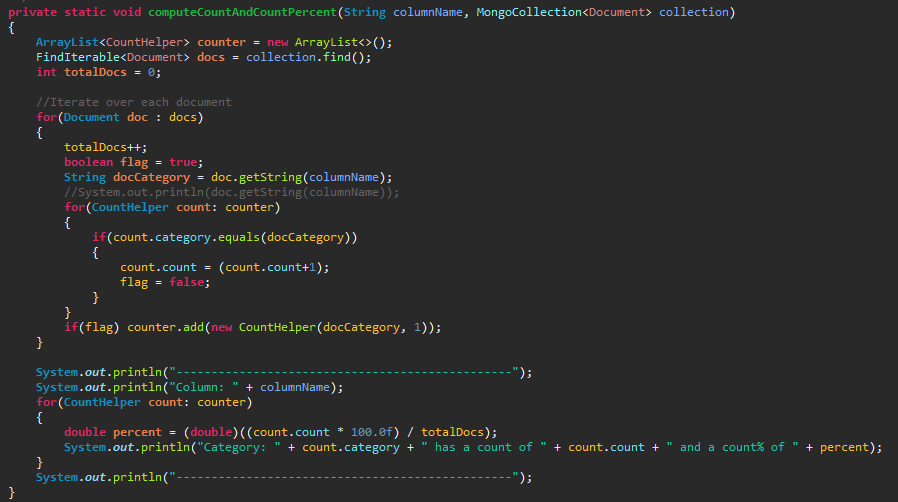 private static void computeCountAndCountPercent(String columnName, MongoCollection<Document> collection)
{
    ArrayList<CountHelper> counter = new ArrayList<>();
    FindIterable<Document> docs = collection.find();
    int totalDocs = 0;

    //Iterate over each document
    for(Document doc : docs)
    {
        totalDocs++;
        boolean flag = true;
        String docCategory = doc.getString(columnName);
        //System.out.println(doc.getString(columnName));
        for(CountHelper count: counter)
        {
            if(count.category.equals(docCategory))
            {
                count.count = (count.count+1);
                flag = false;
            }
        }
        if(flag) counter.add(new CountHelper(docCategory, 1));
    }

    System.out.println("------------------------------------------------");
    System.out.println("Column: " + columnName);
    for(CountHelper count: counter)
    {
        double percent = (double)((count.count * 100.0f) / totalDocs);
        System.out.println("Category: " + count.category + " has a count of " + count.count + " and a count% of " + percent);
    }
    System.out.println("------------------------------------------------");
}